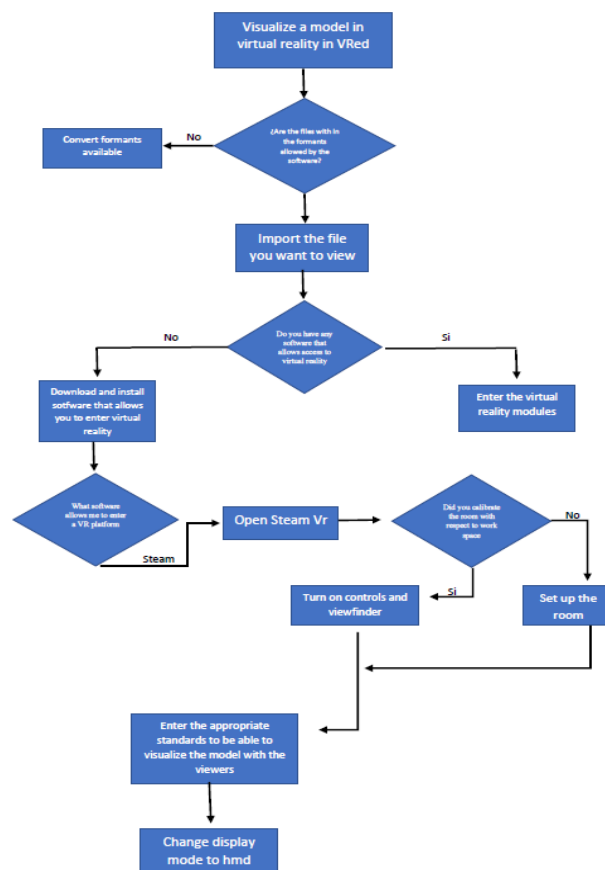 Visualize a model in
virtual reality in VRed
No
Convert formants
available
¿Are the files with in
the formants
allowed by the
software?
Import the file
you want to view
No
Do you have any
software that
allows access to
virtual reality
Si
Download and install
sotfware that allows
you to enter virtual
reality
Enter the virtual
reality modules
What software
allows me to enter
a VR platform
Steam
Open Steam Vr
Did you calibrate
the room with
respect to work
space
No
Si
Turn on controls and
viewfinder
Set up the
room
Enter the appropriate
standards to be able to
visualize the model with the
viewers
Change display
mode to hmd